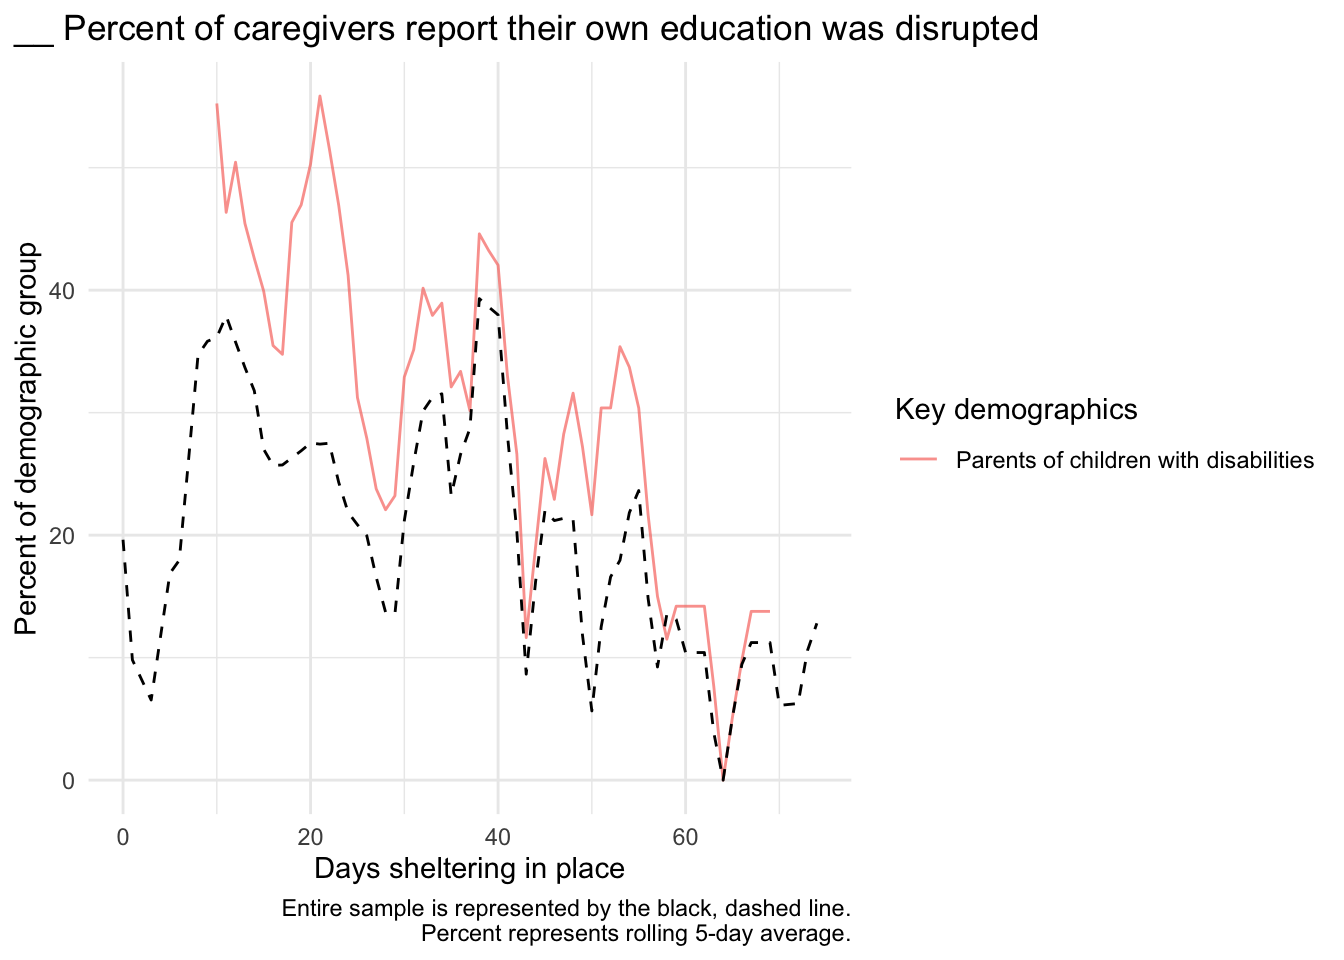 __ Percent of caregivers report their own education was disrupted
Percent of demographic group
40
20
0
0 20 40 60
Days sheltering in place
Key demographics
Parents of children with disabilities
Entire sample is represented by the black, dashed line.
Percent represents rolling 5-day average.